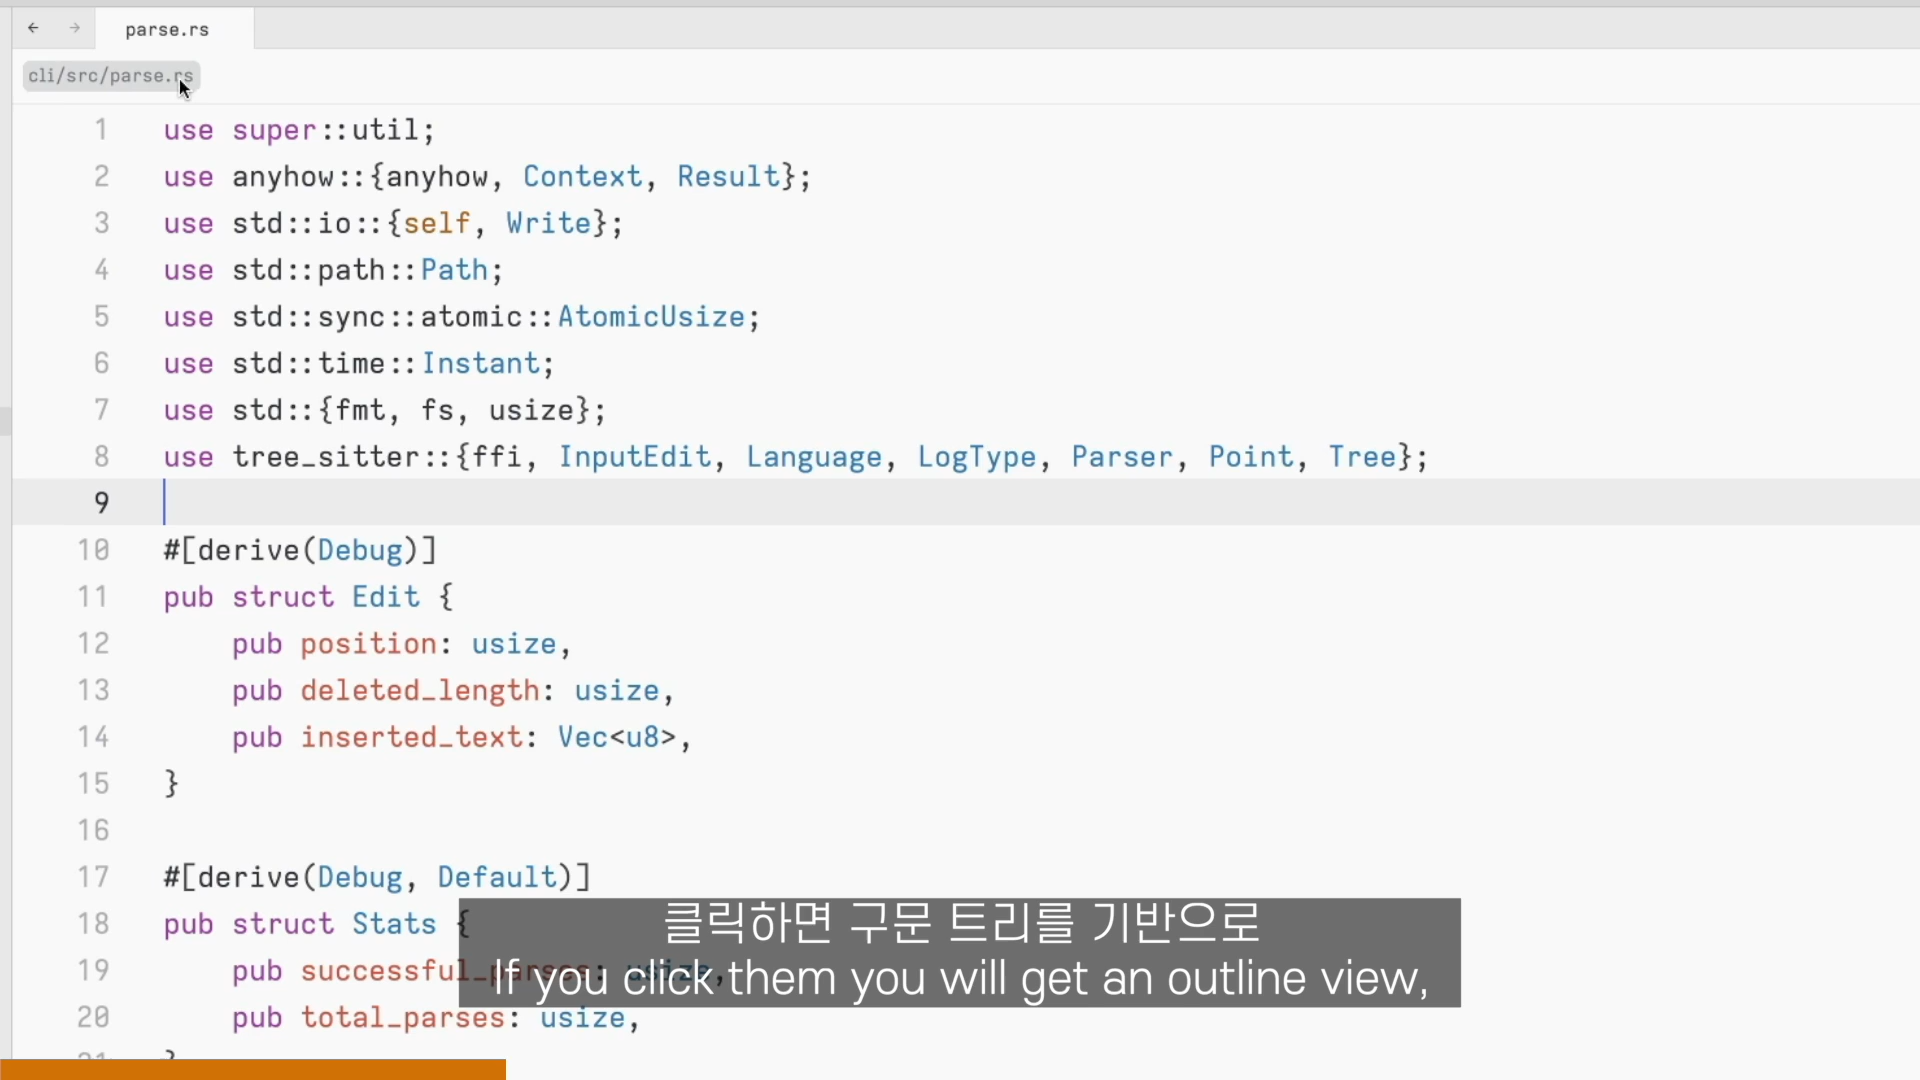 ← → parse.rs
cli/src/parse.rs
1 use super::util;
2 use anyhow::{anyhow, Context, Result};
3 use std::io::{self, Write};
4 use std::path::Path;
5 use std::sync::atomic::AtomicUsize;
6 use std::time::Instant;
7 use std::{fmt, fs, usize};
8 use tree_sitter::{ffi, InputEdit, Language, LogType, Parser, Point, Tree};
9
10 #[derive(Debug)]
11 pub struct Edit {
12 pub position: usize,
13 pub deleted_length: usize,
14 pub inserted_text: Vec<u8>,
15 }
16
17 #[derive(Debug, Default)]
18 pub struct Stats {
19 pub successful_parses: usize,
20 pub total_parses: usize,
21 }
클릭하면 구문 트리를 기반으로
If you click them you will get an outline view,